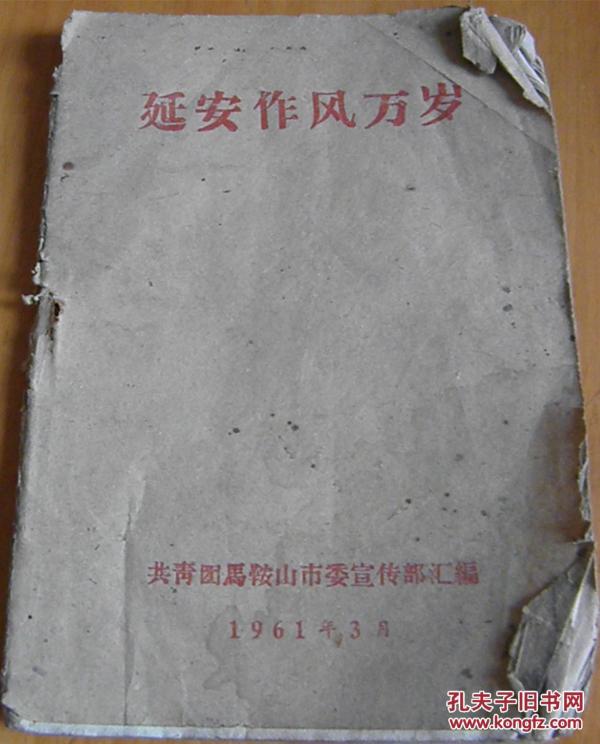 延安作风万岁
共青团馬鞍山市委宣传部汇編
1961年3月
孔夫子旧书网
www.kongfz.com